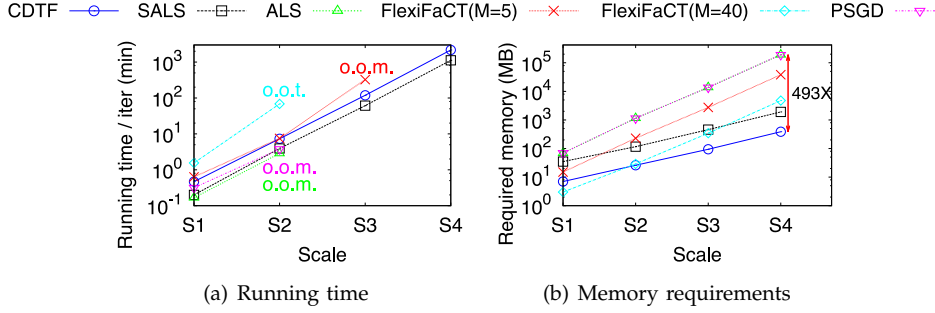 CDTF SALS ALS FlexiFaCT(M=5) FlexiFaCT(M=40) PSGD
Running time / iter (min)
10^3
10^2
10^1
10^0
10^-1
o.o.t.
o.o.m.
o.o.m.
o.o.m.
S1 S2 S3 S4
Scale
(a) Running time
Required memory (MB)
10^5
10^4
10^3
10^2
10^1
10^0
493X
S1 S2 S3 S4
Scale
(b) Memory requirements